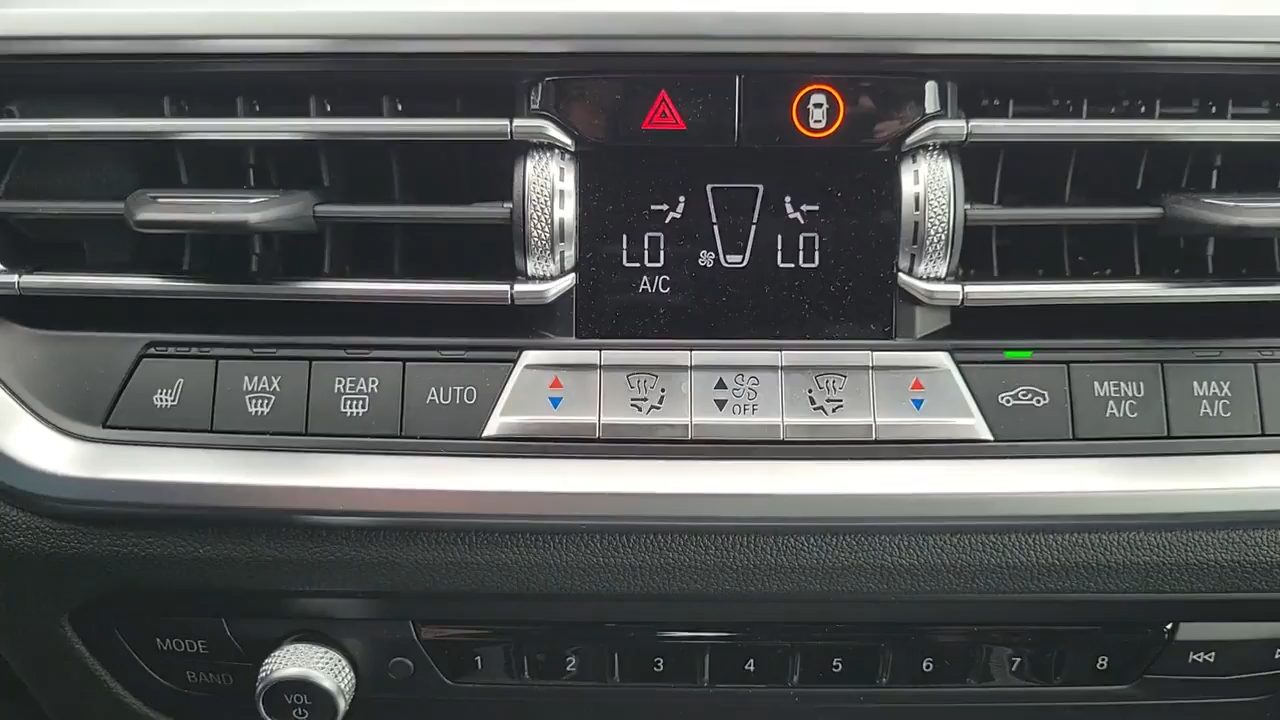 LO LO
A/C
MAX
REAR
AUTO
OFF
MENU
A/C
MAX
A/C
MODE
BAND
VOL
1 2 3 4 5 6 7 8